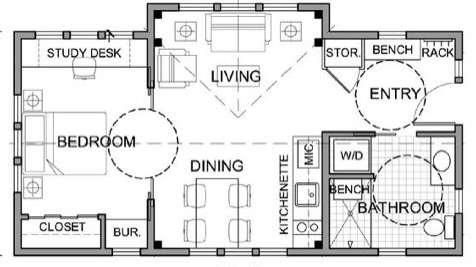 STUDY DESK
STOR.
BENCH
RACK
LIVING
ENTRY
BEDROOM
DINING
KITCHENETTE
MIC
W/D
BENCH
BATHROOM
CLOSET
BUR.